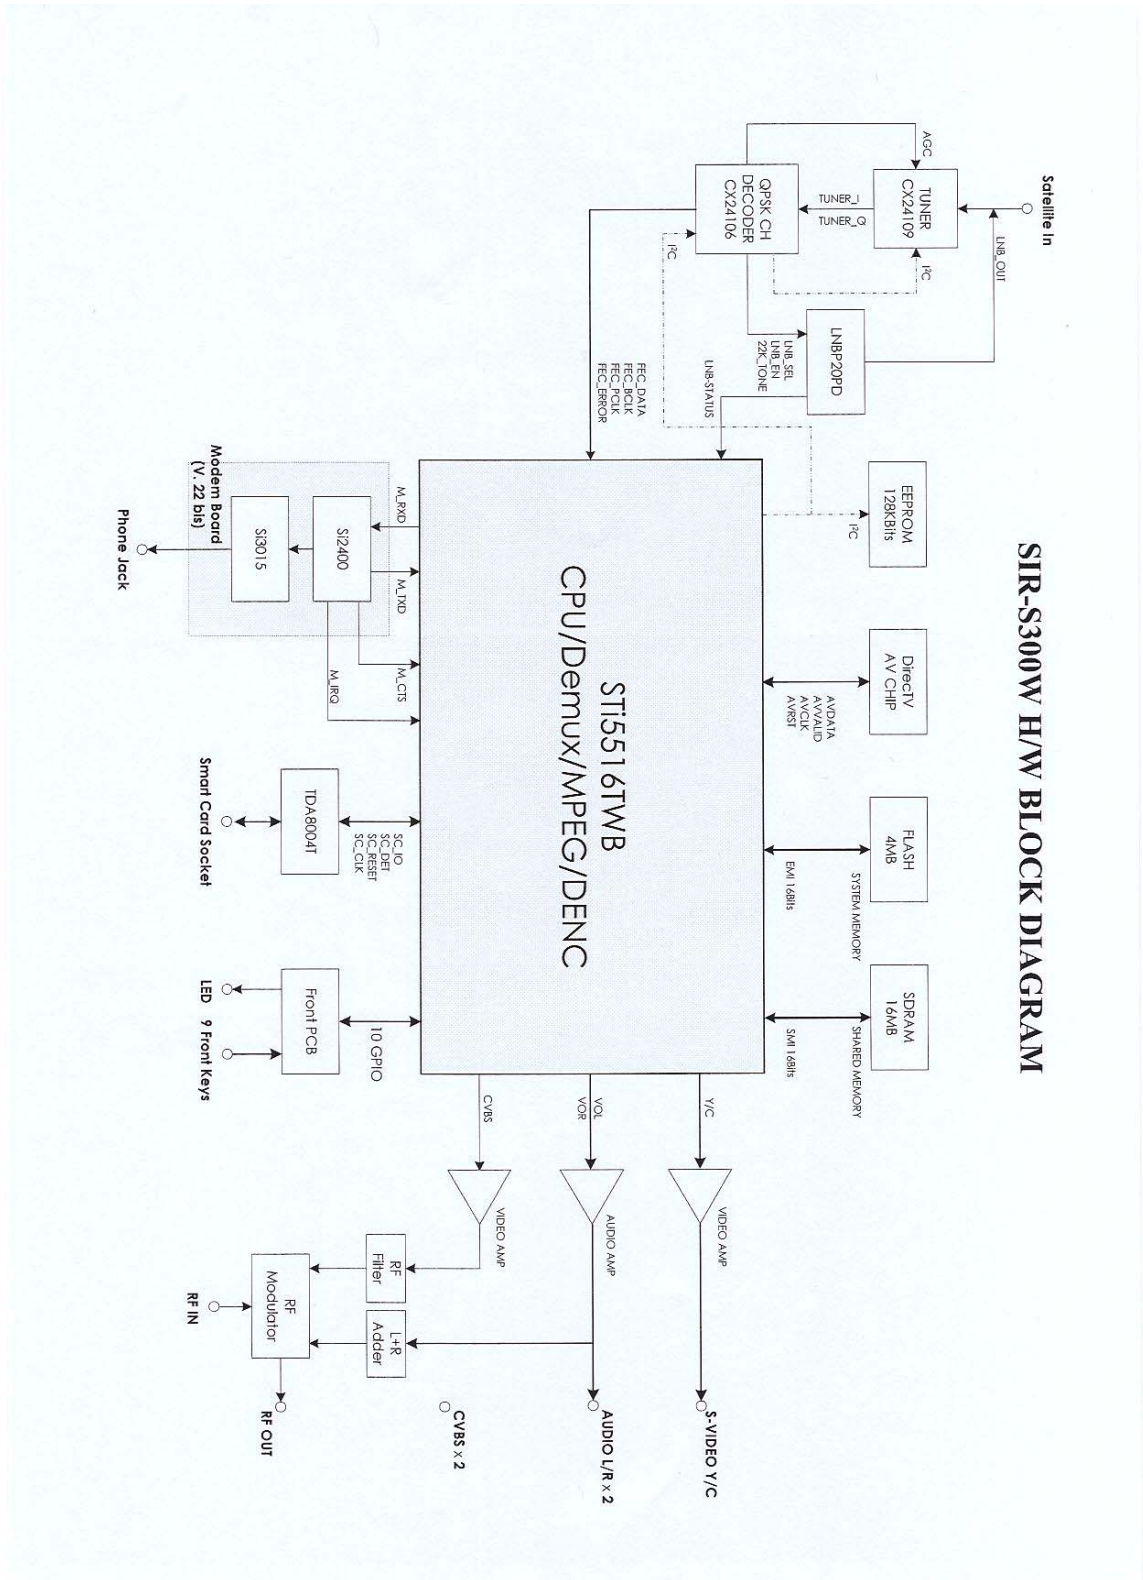 SIR-S300W H/W BLOCK DIAGRAM
Satellite In
LNB_OUT
AGC
TUNER
CX24109
I²C
TUNER_I
TUNER_Q
QPSK CH
DECODER
CX24106
I²C
LNBP20PD
LNB_SEL
LNB_EN
22K_TONE
LNB-STATUS
FEC_DATA
FEC_BCLK
FEC_PCLK
FEC_ERROR
EEPROM
128KBits
I²C
DirecTV
AV CHIP
AVDATA
AVVALID
AVCLK
AVRST
FLASH
4MB
SYSTEM MEMORY
EMI 16Bits
SDRAM
16MB
SHARED MEMORY
SMI 16Bits
STi5516TWB
CPU/Demux/MPEG/DENC
Y/C
VIDEO AMP
S-VIDEO Y/C
VOL
VOR
AUDIO AMP
AUDIO L/R x 2
CVBS
VIDEO AMP
CVBS x 2
RF
Filter
L+R
Adder
RF
Modulator
RF IN
RF OUT
M_RXD
M_TXD
M_CTS
M_IRQ
Si2400
Si3015
Modem Board
(V. 22 bis)
Phone Jack
SC_IO
SC_DET
SC_RESET
SC_CLK
TDA8004T
Smart Card Socket
10 GPIO
Front PCB
LED
9 Front Keys